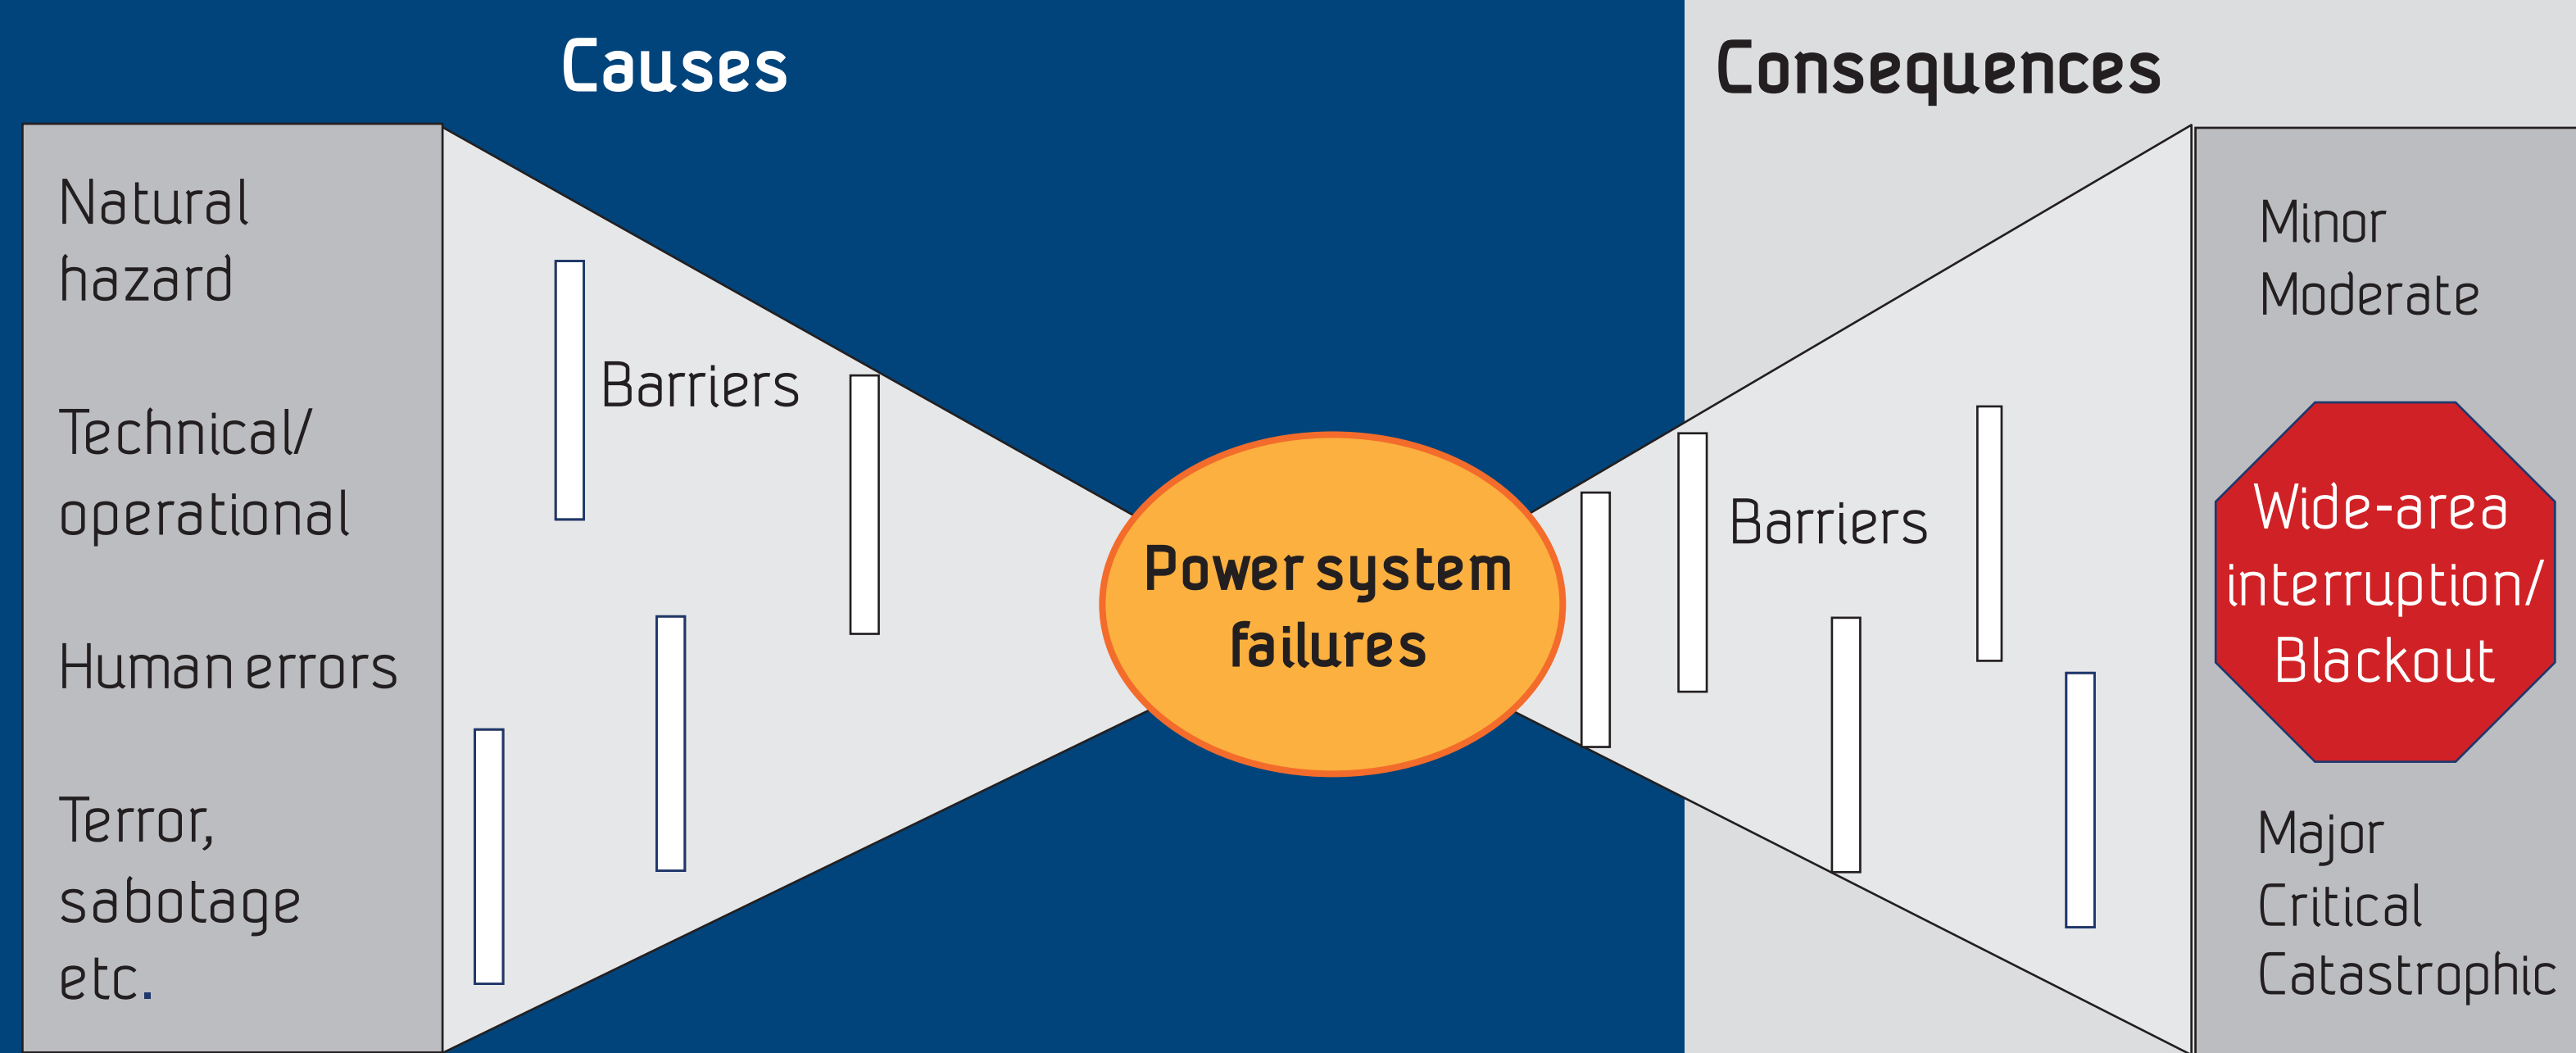 Causes
Consequences
Natural
hazard
Technical/
operational
Human errors
Terror,
sabotage
etc.
Barriers
Power system
failures
Barriers
Minor
Moderate
Wide-area
interruption/
Blackout
Major
Critical
Catastrophic